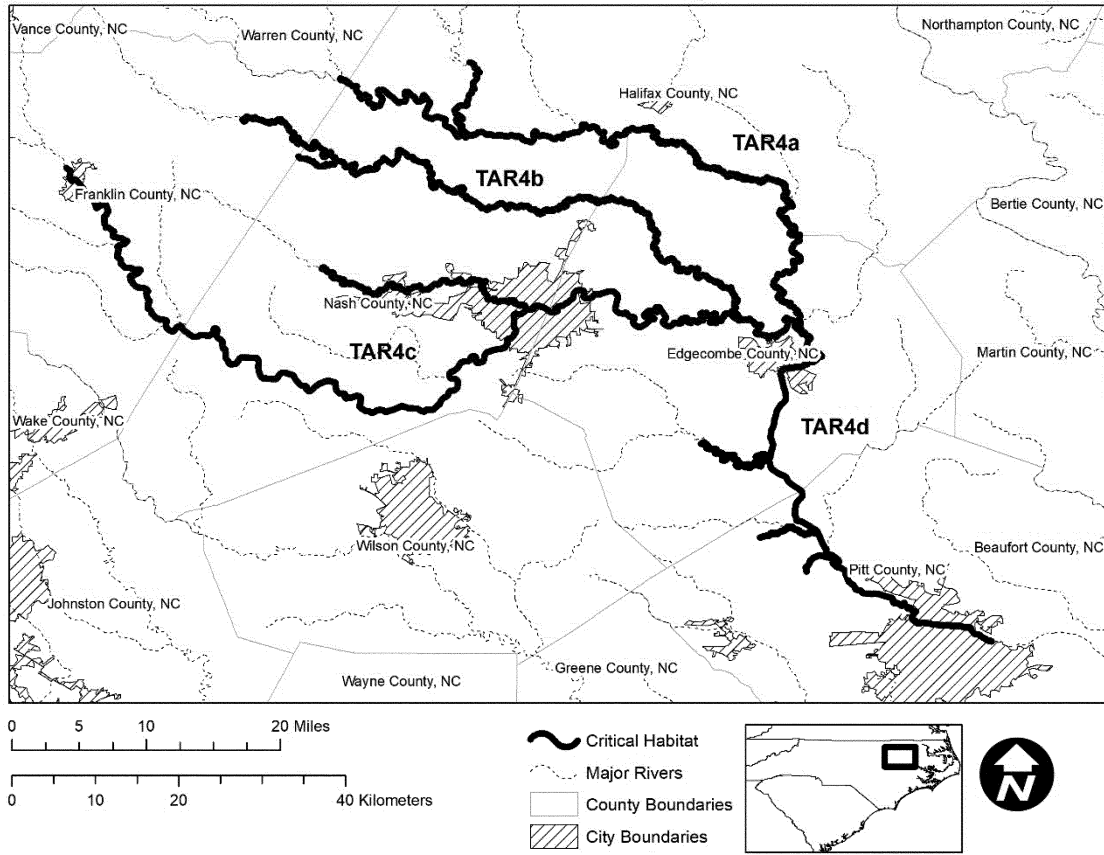 Vance County, NC
Warren County, NC
Northampton County, NC
Halifax County, NC
TAR4a
TAR4b
Franklin County, NC
Bertie County, NC
Nash County, NC
TAR4c
Edgecombe County, NC
Martin County, NC
Wake County, NC
TAR4d
Wilson County, NC
Beaufort County, NC
Pitt County, NC
Johnston County, NC
Greene County, NC
Wayne County, NC
0 5 10 20 Miles
0 10 20 40 Kilometers
Critical Habitat
Major Rivers
County Boundaries
City Boundaries
N